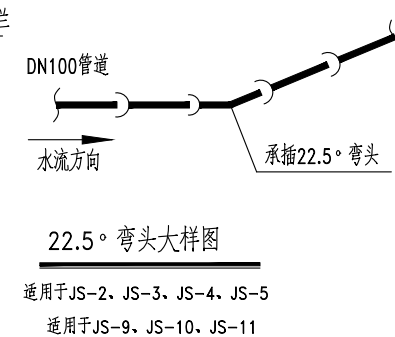 样
DN100管道
水流方向
承插22.5°弯头
22.5°弯头大样图
适用于JS-2、JS-3、JS-4、JS-5
适用于JS-9、JS-10、JS-11